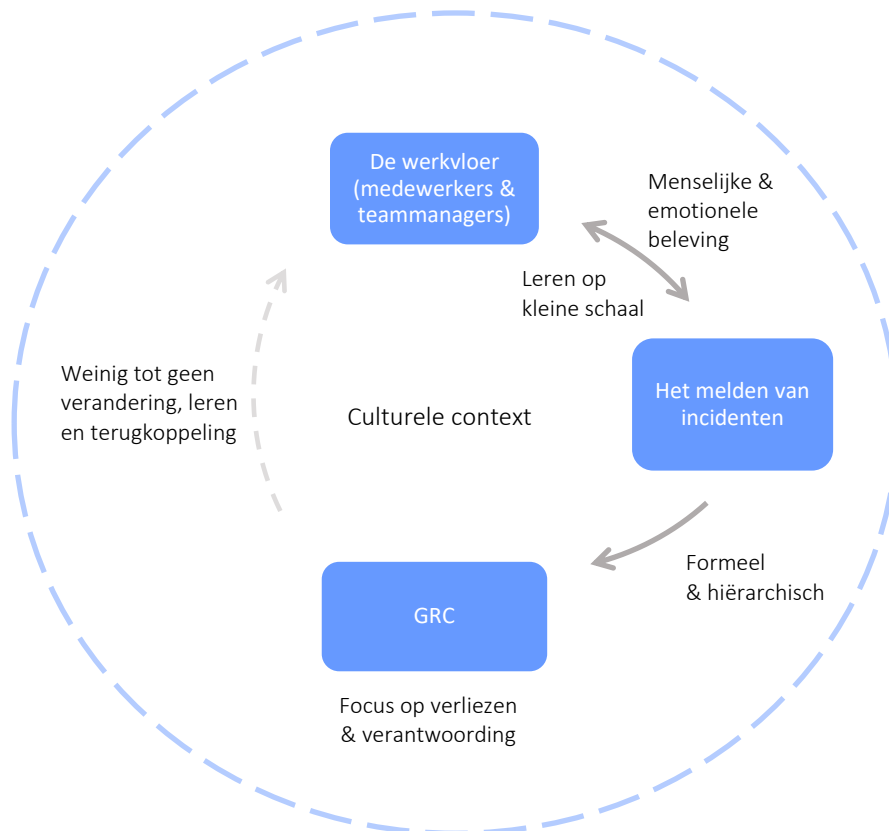 De werkvloer
(medewerkers &
teammanagers)
Menselijke &
emotionele
beleving
Leren op
kleine schaal
Weinig tot geen
verandering, leren
en terugkoppeling
Culturele context
Het melden van
incidenten
Formeel
& hiërarchisch
GRC
Focus op verliezen
& verantwoording